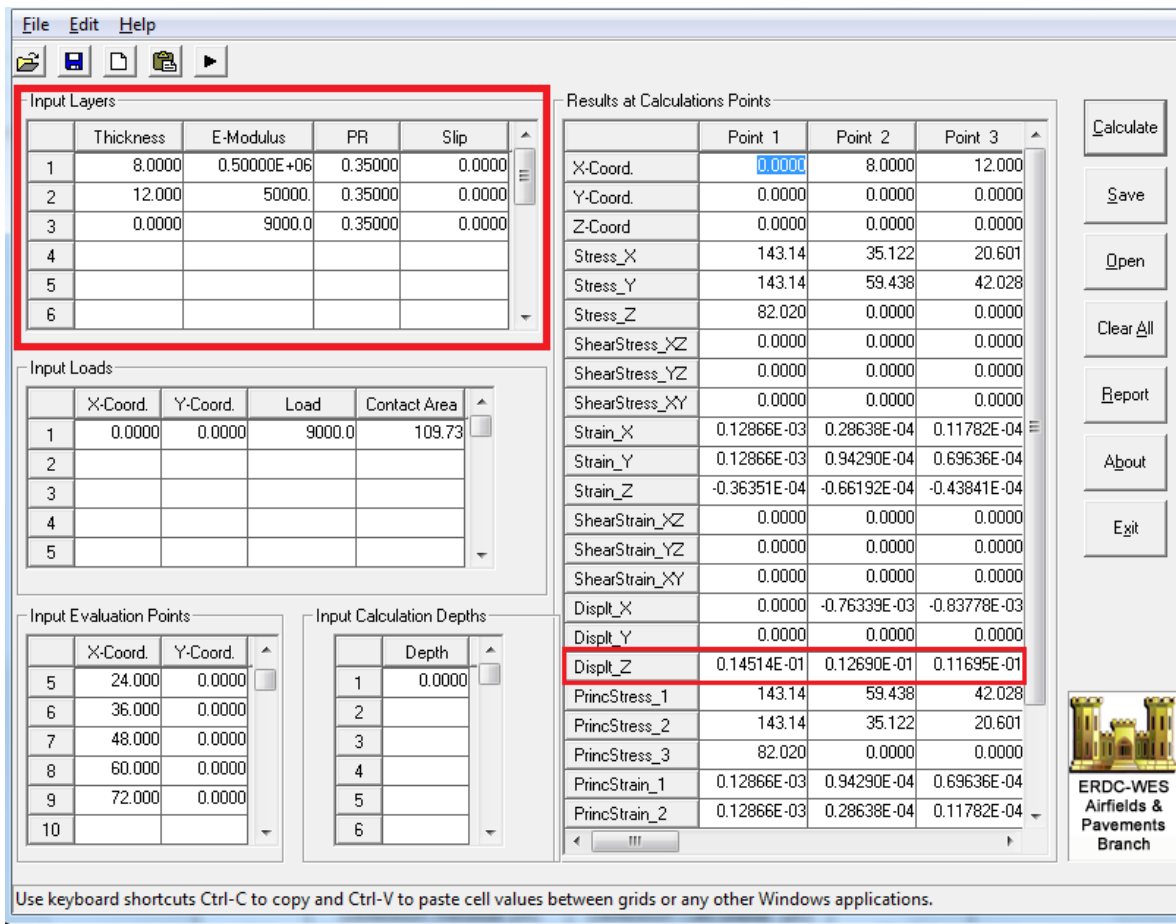 File Edit Help
Input Layers
Thickness E-Modulus PR Slip
1 8.0000 0.50000E+06 0.35000 0.0000
2 12.000 50000. 0.35000 0.0000
3 0.0000 9000.0 0.35000 0.0000
4
5
6
Input Loads
X-Coord. Y-Coord. Load Contact Area
1 0.0000 0.0000 9000.0 109.73
2
3
4
5
Input Evaluation Points
X-Coord. Y-Coord.
5 24.000 0.0000
6 36.000 0.0000
7 48.000 0.0000
8 60.000 0.0000
9 72.000 0.0000
10
Input Calculation Depths
Depth
1 0.0000
2
3
4
5
6
Results at Calculations Points
Point 1 Point 2 Point 3
X-Coord. 0.0000 8.0000 12.000
Y-Coord. 0.0000 0.0000 0.0000
Z-Coord 0.0000 0.0000 0.0000
Stress_X 143.14 35.122 20.601
Stress_Y 143.14 59.438 42.028
Stress_Z 82.020 0.0000 0.0000
ShearStress_XZ 0.0000 0.0000 0.0000
ShearStress_YZ 0.0000 0.0000 0.0000
ShearStress_XY 0.0000 0.0000 0.0000
Strain_X 0.12866E-03 0.28638E-04 0.11782E-04
Strain_Y 0.12866E-03 0.94290E-04 0.69636E-04
Strain_Z -0.36351E-04 -0.66192E-04 -0.43841E-04
ShearStrain_XZ 0.0000 0.0000 0.0000
ShearStrain_YZ 0.0000 0.0000 0.0000
ShearStrain_XY 0.0000 0.0000 0.0000
Displt_X 0.0000 -0.76339E-03 -0.83778E-03
Displt_Y 0.0000 0.0000 0.0000
Displt_Z 0.14514E-01 0.12690E-01 0.11695E-01
PrincStress_1 143.14 59.438 42.028
PrincStress_2 143.14 35.122 20.601
PrincStress_3 82.020 0.0000 0.0000
PrincStrain_1 0.12866E-03 0.94290E-04 0.69636E-04
PrincStrain_2 0.12866E-03 0.28638E-04 0.11782E-04
Calculate
Save
Open
Clear All
Report
About
Exit
ERDC-WES
Airfields &
Pavements
Branch
Use keyboard shortcuts Ctrl-C to copy and Ctrl-V to paste cell values between grids or any other Windows applications.